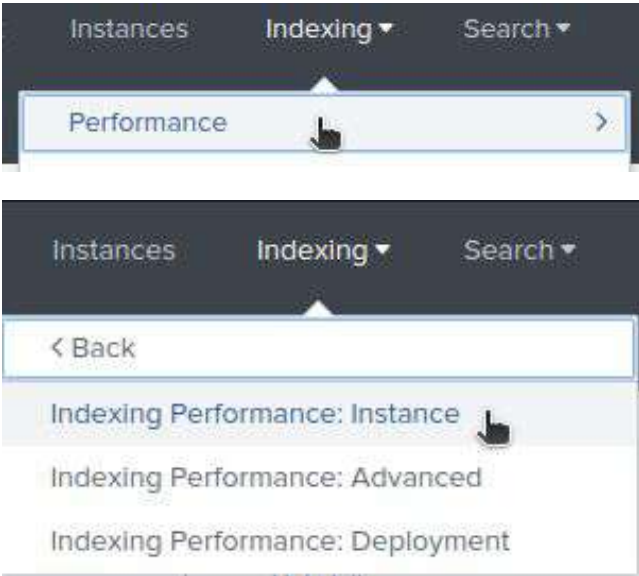 Instances Indexing Search
Performance
Instances Indexing Search
< Back
Indexing Performance: Instance
Indexing Performance: Advanced
Indexing Performance: Deployment